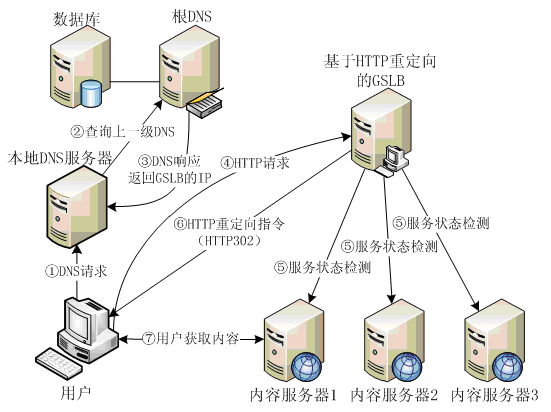 数据库
根DNS
基于HTTP重定向
的GSLB
②查询上一级DNS
本地DNS服务器
③DNS响应
返回GSLB的IP
④HTTP请求
⑥HTTP重定向指令
（HTTP302）
⑤服务状态检测
⑤服务状态检测
⑤服务状态检测
①DNS请求
⑦用户获取内容
用户
内容服务器1
内容服务器2
内容服务器3